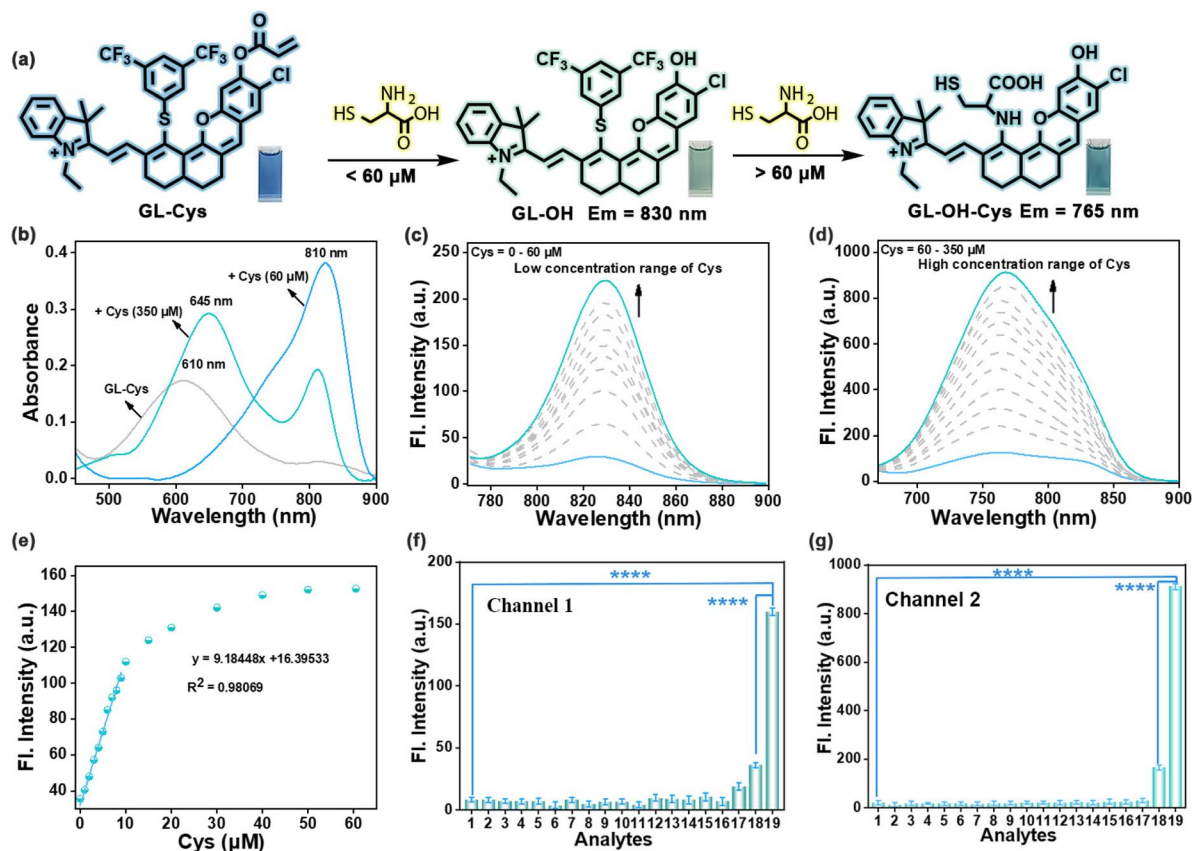 (a)
O
O
CF3
CF3
Cl
S
O
N
+
GL-Cys
NH2
HS
OH
O
< 60 µM
CF3
CF3
OH
Cl
S
O
N
+
GL-OH Em = 830 nm
NH2
HS
OH
O
> 60 µM
OH
HS
COOH
Cl
NH
O
N
+
GL-OH-Cys Em = 765 nm
(b)
810 nm
+ Cys (60 µM)
+ Cys (350 µM)
645 nm
610 nm
GL-Cys
Absorbance
0.4
0.3
0.2
0.1
0.0
500 600 700 800 900
Wavelength (nm)
(c)
Cys = 0 - 60 µM
Low concentration range of Cys
Fl. Intensity (a.u.)
250
200
150
100
50
0
780 800 820 840 860 880 900
Wavelength (nm)
(d)
Cys = 60 - 350 µM
High concentration range of Cys
Fl. Intensity (a.u.)
1000
800
600
400
200
0
700 750 800 850 900
Wavelength (nm)
(e)
y = 9.18448x +16.39533
R2 = 0.98069
Fl. Intensity (a.u.)
160
140
120
100
80
60
40
0 10 20 30 40 50 60
Cys (µM)
(f)
Channel 1
****
****
Fl. Intensity (a.u.)
200
150
100
50
0
1 2 3 4 5 6 7 8 9 10 11 12 13 14 15 16 17 18 19
Analytes
(g)
Channel 2
****
****
Fl. Intensity (a.u.)
1000
800
600
400
200
0
1 2 3 4 5 6 7 8 9 10 11 12 13 14 15 16 17 18 19
Analytes